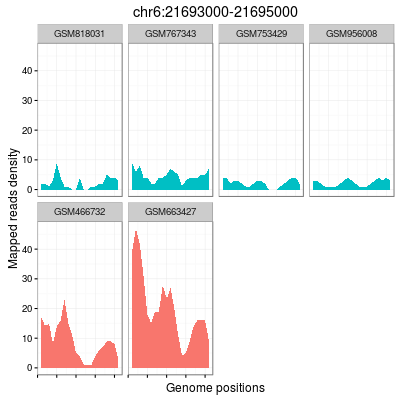 chr6:21693000-21695000
GSM818031 GSM767343 GSM753429 GSM956008
40
30
20
10
0
Mapped reads density
GSM466732 GSM663427
40
30
20
10
0
Genome positions